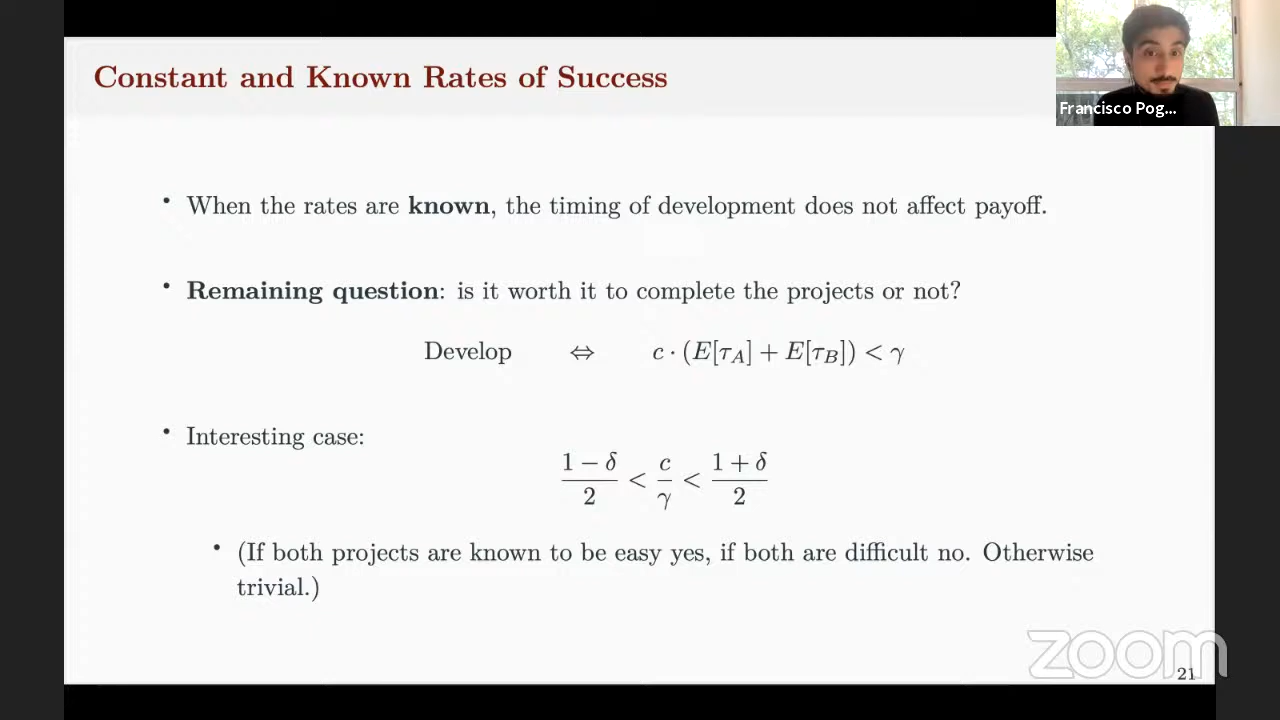 Constant and Known Rates of Success
Francisco Pog...
• When the rates are known, the timing of development does not affect payoff.
• Remaining question: is it worth it to complete the projects or not?
Develop ⇔ c · (E[τ_A] + E[τ_B]) < γ
• Interesting case:
(1 − δ)/2 < c/γ < (1 + δ)/2
• (If both projects are known to be easy yes, if both are difficult no. Otherwise
trivial.)
zoom
21